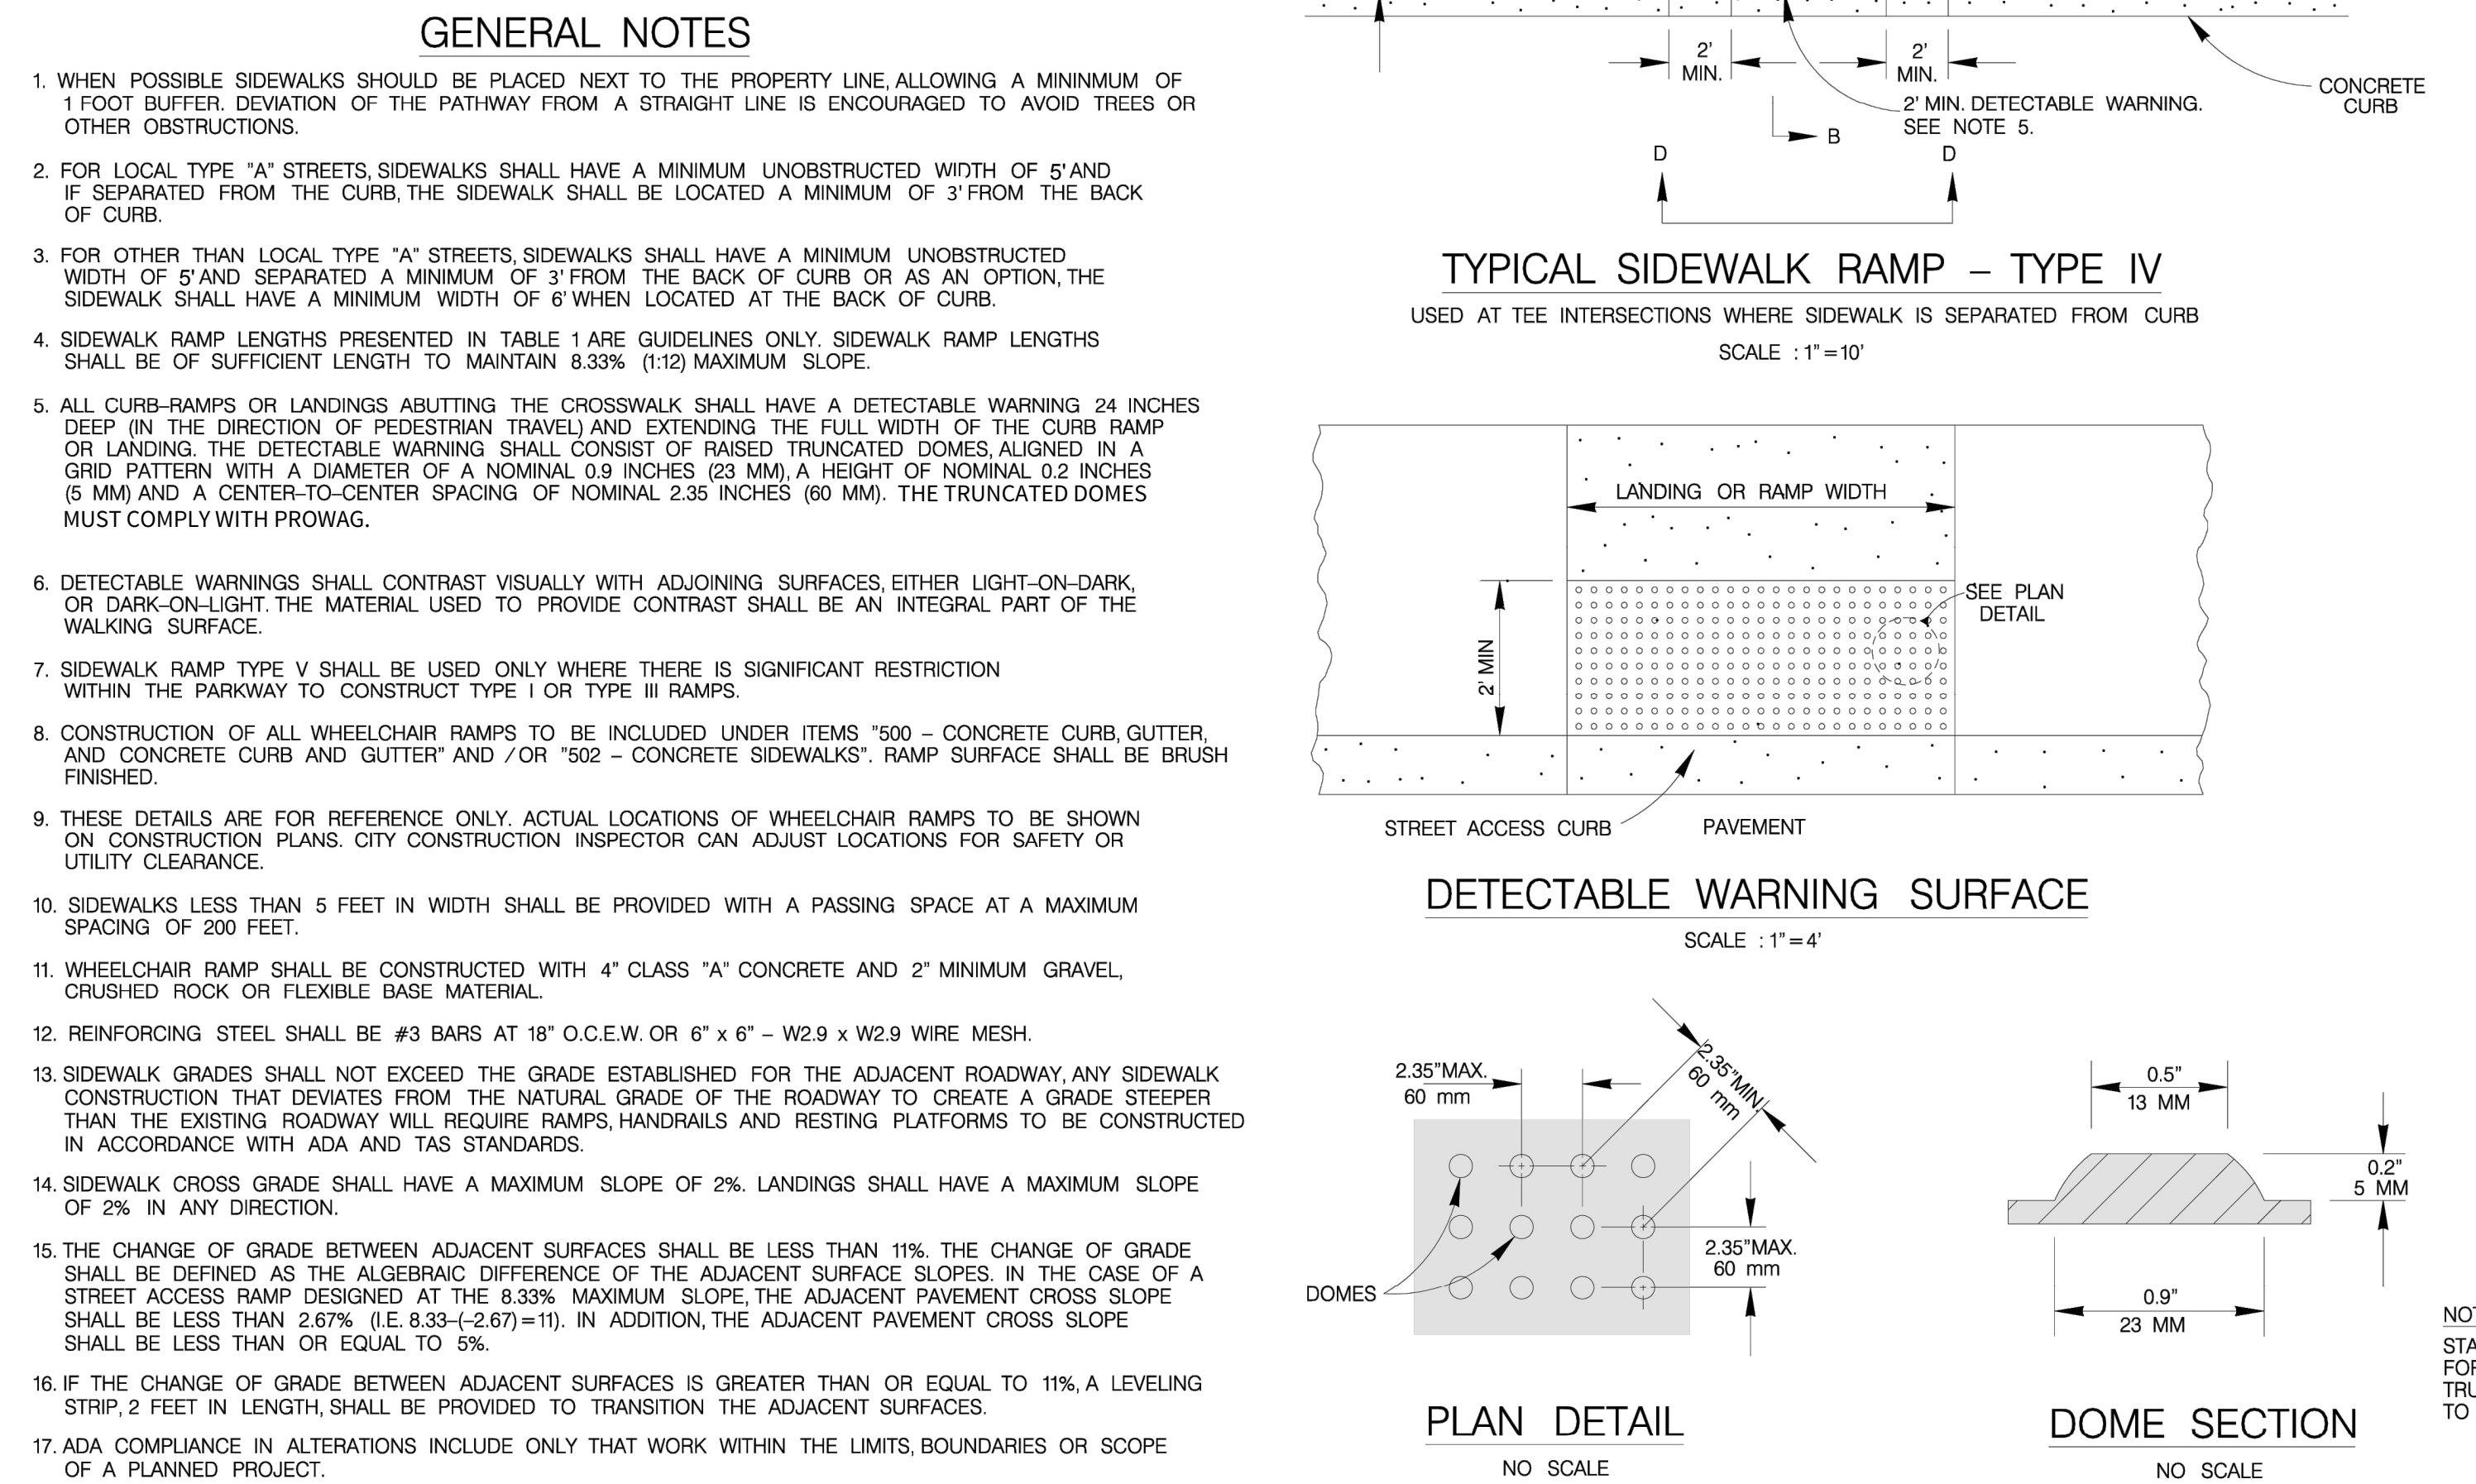 GENERAL NOTES
1. WHEN POSSIBLE SIDEWALKS SHOULD BE PLACED NEXT TO THE PROPERTY LINE, ALLOWING A MININMUM OF
1 FOOT BUFFER. DEVIATION OF THE PATHWAY FROM A STRAIGHT LINE IS ENCOURAGED TO AVOID TREES OR
OTHER OBSTRUCTIONS.
2. FOR LOCAL TYPE "A" STREETS, SIDEWALKS SHALL HAVE A MINIMUM UNOBSTRUCTED WIDTH OF 5' AND
IF SEPARATED FROM THE CURB, THE SIDEWALK SHALL BE LOCATED A MINIMUM OF 3' FROM THE BACK
OF CURB.
3. FOR OTHER THAN LOCAL TYPE "A" STREETS, SIDEWALKS SHALL HAVE A MINIMUM UNOBSTRUCTED
WIDTH OF 5' AND SEPARATED A MINIMUM OF 3' FROM THE BACK OF CURB OR AS AN OPTION, THE
SIDEWALK SHALL HAVE A MINIMUM WIDTH OF 6' WHEN LOCATED AT THE BACK OF CURB.
4. SIDEWALK RAMP LENGTHS PRESENTED IN TABLE 1 ARE GUIDELINES ONLY. SIDEWALK RAMP LENGTHS
SHALL BE OF SUFFICIENT LENGTH TO MAINTAIN 8.33% (1:12) MAXIMUM SLOPE.
5. ALL CURB–RAMPS OR LANDINGS ABUTTING THE CROSSWALK SHALL HAVE A DETECTABLE WARNING 24 INCHES
DEEP (IN THE DIRECTION OF PEDESTRIAN TRAVEL) AND EXTENDING THE FULL WIDTH OF THE CURB RAMP
OR LANDING. THE DETECTABLE WARNING SHALL CONSIST OF RAISED TRUNCATED DOMES, ALIGNED IN A
GRID PATTERN WITH A DIAMETER OF A NOMINAL 0.9 INCHES (23 MM), A HEIGHT OF NOMINAL 0.2 INCHES
(5 MM) AND A CENTER–TO–CENTER SPACING OF NOMINAL 2.35 INCHES (60 MM). THE TRUNCATED DOMES
MUST COMPLY WITH PROWAG.
6. DETECTABLE WARNINGS SHALL CONTRAST VISUALLY WITH ADJOINING SURFACES, EITHER LIGHT–ON–DARK,
OR DARK–ON–LIGHT. THE MATERIAL USED TO PROVIDE CONTRAST SHALL BE AN INTEGRAL PART OF THE
WALKING SURFACE.
7. SIDEWALK RAMP TYPE V SHALL BE USED ONLY WHERE THERE IS SIGNIFICANT RESTRICTION
WITHIN THE PARKWAY TO CONSTRUCT TYPE I OR TYPE III RAMPS.
8. CONSTRUCTION OF ALL WHEELCHAIR RAMPS TO BE INCLUDED UNDER ITEMS "500 – CONCRETE CURB, GUTTER,
AND CONCRETE CURB AND GUTTER" AND /OR "502 – CONCRETE SIDEWALKS". RAMP SURFACE SHALL BE BRUSH
FINISHED.
9. THESE DETAILS ARE FOR REFERENCE ONLY. ACTUAL LOCATIONS OF WHEELCHAIR RAMPS TO BE SHOWN
ON CONSTRUCTION PLANS. CITY CONSTRUCTION INSPECTOR CAN ADJUST LOCATIONS FOR SAFETY OR
UTILITY CLEARANCE.
10. SIDEWALKS LESS THAN 5 FEET IN WIDTH SHALL BE PROVIDED WITH A PASSING SPACE AT A MAXIMUM
SPACING OF 200 FEET.
11. WHEELCHAIR RAMP SHALL BE CONSTRUCTED WITH 4" CLASS "A" CONCRETE AND 2" MINIMUM GRAVEL,
CRUSHED ROCK OR FLEXIBLE BASE MATERIAL.
12. REINFORCING STEEL SHALL BE #3 BARS AT 18" O.C.E.W. OR 6" x 6" – W2.9 x W2.9 WIRE MESH.
13. SIDEWALK GRADES SHALL NOT EXCEED THE GRADE ESTABLISHED FOR THE ADJACENT ROADWAY, ANY SIDEWALK
CONSTRUCTION THAT DEVIATES FROM THE NATURAL GRADE OF THE ROADWAY TO CREATE A GRADE STEEPER
THAN THE EXISTING ROADWAY WILL REQUIRE RAMPS, HANDRAILS AND RESTING PLATFORMS TO BE CONSTRUCTED
IN ACCORDANCE WITH ADA AND TAS STANDARDS.
14. SIDEWALK CROSS GRADE SHALL HAVE A MAXIMUM SLOPE OF 2%. LANDINGS SHALL HAVE A MAXIMUM SLOPE
OF 2% IN ANY DIRECTION.
15. THE CHANGE OF GRADE BETWEEN ADJACENT SURFACES SHALL BE LESS THAN 11%. THE CHANGE OF GRADE
SHALL BE DEFINED AS THE ALGEBRAIC DIFFERENCE OF THE ADJACENT SURFACE SLOPES. IN THE CASE OF A
STREET ACCESS RAMP DESIGNED AT THE 8.33% MAXIMUM SLOPE, THE ADJACENT PAVEMENT CROSS SLOPE
SHALL BE LESS THAN 2.67% (I.E. 8.33–(–2.67)=11). IN ADDITION, THE ADJACENT PAVEMENT CROSS SLOPE
SHALL BE LESS THAN OR EQUAL TO 5%.
16. IF THE CHANGE OF GRADE BETWEEN ADJACENT SURFACES IS GREATER THAN OR EQUAL TO 11%, A LEVELING
STRIP, 2 FEET IN LENGTH, SHALL BE PROVIDED TO TRANSITION THE ADJACENT SURFACES.
17. ADA COMPLIANCE IN ALTERATIONS INCLUDE ONLY THAT WORK WITHIN THE LIMITS, BOUNDARIES OR SCOPE
OF A PLANNED PROJECT.
2'
MIN.
2'
MIN.
CONCRETE
CURB
2' MIN. DETECTABLE WARNING.
SEE NOTE 5.
B
D
D
TYPICAL SIDEWALK RAMP – TYPE IV
USED AT TEE INTERSECTIONS WHERE SIDEWALK IS SEPARATED FROM CURB
SCALE : 1"=10'
LANDING OR RAMP WIDTH
SEE PLAN
DETAIL
2' MIN
STREET ACCESS CURB
PAVEMENT
DETECTABLE WARNING SURFACE
SCALE : 1"=4'
2.35"MAX.
60 mm
2.35"MIN.
60 mm
2.35"MAX.
60 mm
DOMES
PLAN DETAIL
NO SCALE
0.5"
13 MM
0.2"
5 MM
0.9"
23 MM
DOME SECTION
NO SCALE
TO